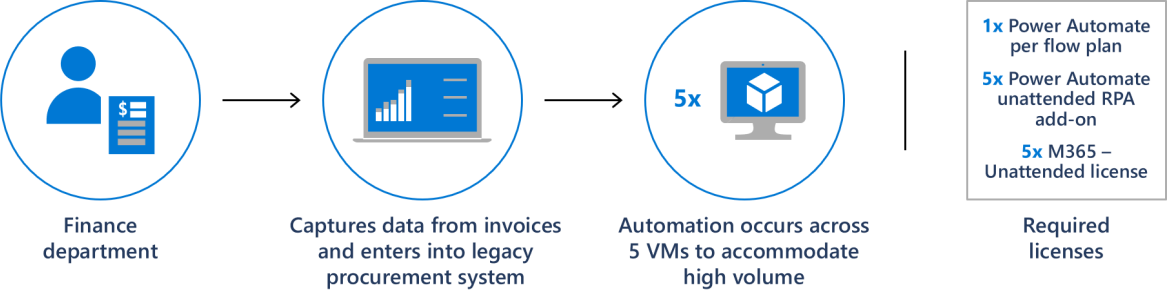 $
5x
1x Power Automate
per flow plan
5x Power Automate
unattended RPA
add-on
5x M365 –
Unattended license
Finance
department
Captures data from invoices
and enters into legacy
procurement system
Automation occurs across
5 VMs to accommodate
high volume
Required
licenses